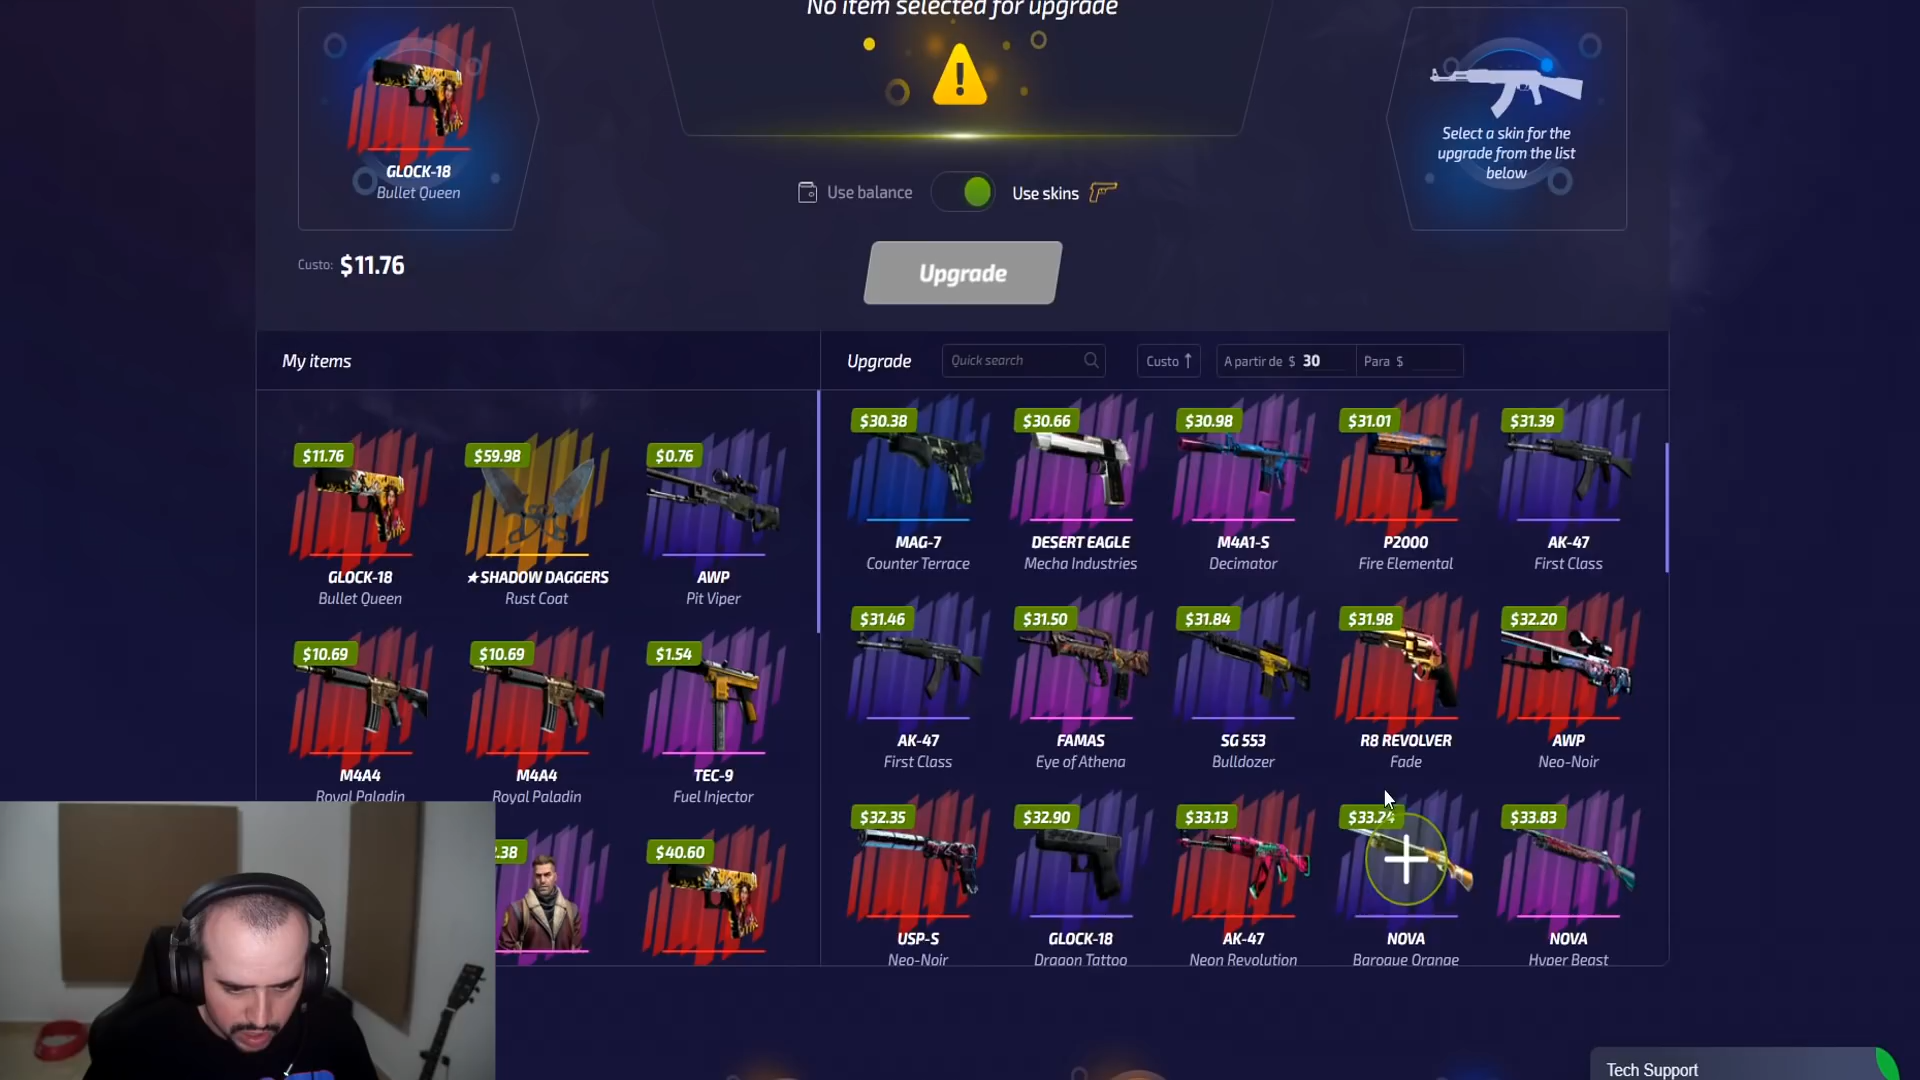 No item selected for upgrade
GLOCK-18
Bullet Queen
Select a skin for the
upgrade from the list
below
Use balance
Use skins
Custo: $11.76
Upgrade
My items
Upgrade
Quick search
Custo ↑
A partir de $ 30
Para $
$11.76
GLOCK-18
Bullet Queen
$59.98
★ SHADOW DAGGERS
Rust Coat
$0.76
AWP
Pit Viper
$10.69
M4A4
Royal Paladin
$10.69
M4A4
Royal Paladin
$1.54
TEC-9
Fuel Injector
.38
$40.60
$30.38
MAG-7
Counter Terrace
$30.66
DESERT EAGLE
Mecha Industries
$30.98
M4A1-S
Decimator
$31.01
P2000
Fire Elemental
$31.39
AK-47
First Class
$31.46
AK-47
First Class
$31.50
FAMAS
Eye of Athena
$31.84
SG 553
Bulldozer
$31.98
R8 REVOLVER
Fade
$32.20
AWP
Neo-Noir
$32.35
USP-S
Neo-Noir
$32.90
GLOCK-18
Dragon Tattoo
$33.13
AK-47
Neon Revolution
$33.24
NOVA
Baroque Orange
$33.83
NOVA
Hyper Beast
Tech Support